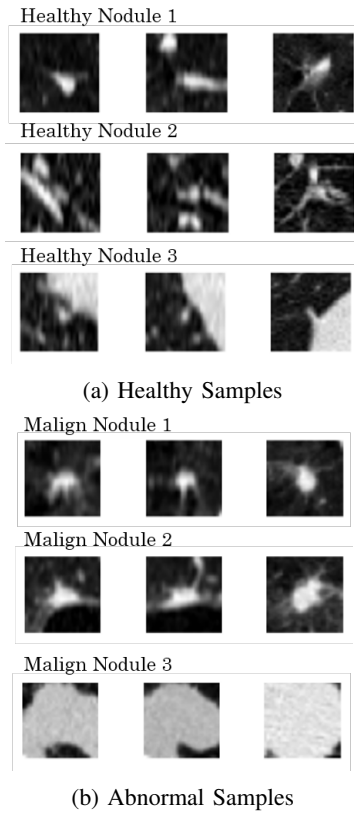 Healthy Nodule 1
Healthy Nodule 2
Healthy Nodule 3
(a) Healthy Samples
Malign Nodule 1
Malign Nodule 2
Malign Nodule 3
(b) Abnormal Samples